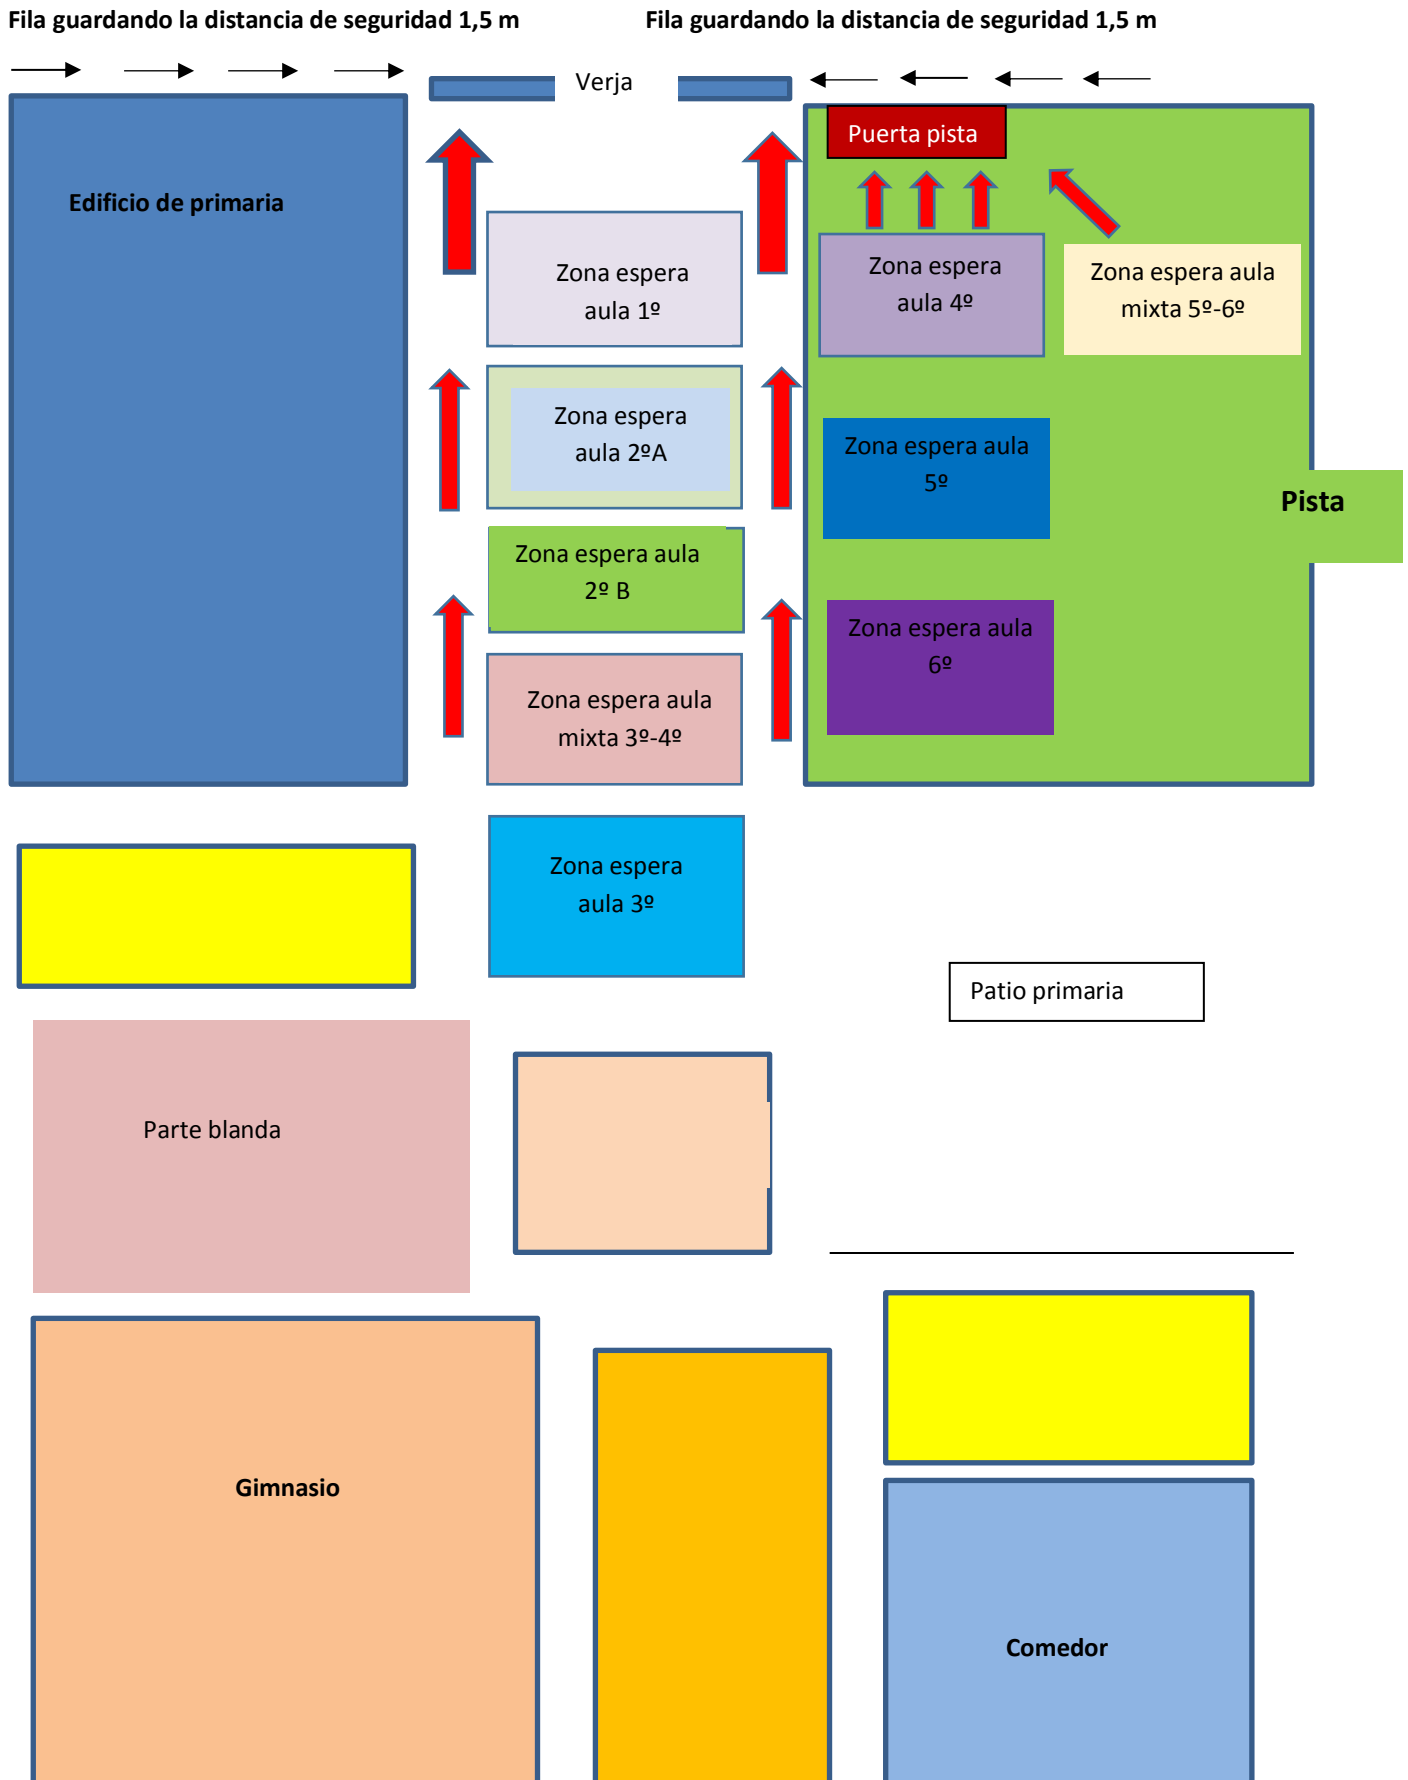 Fila guardando la distancia de seguridad 1,5 m
Fila guardando la distancia de seguridad 1,5 m
Verja
Puerta pista
Edificio de primaria
Zona espera
aula 1º
Zona espera
aula 4º
Zona espera aula
mixta 5º-6º
Zona espera
aula 2ºA
Zona espera aula
5º
Pista
Zona espera aula
2º B
Zona espera aula
6º
Zona espera aula
mixta 3º-4º
Zona espera
aula 3º
Patio primaria
Parte blanda
Gimnasio
Comedor